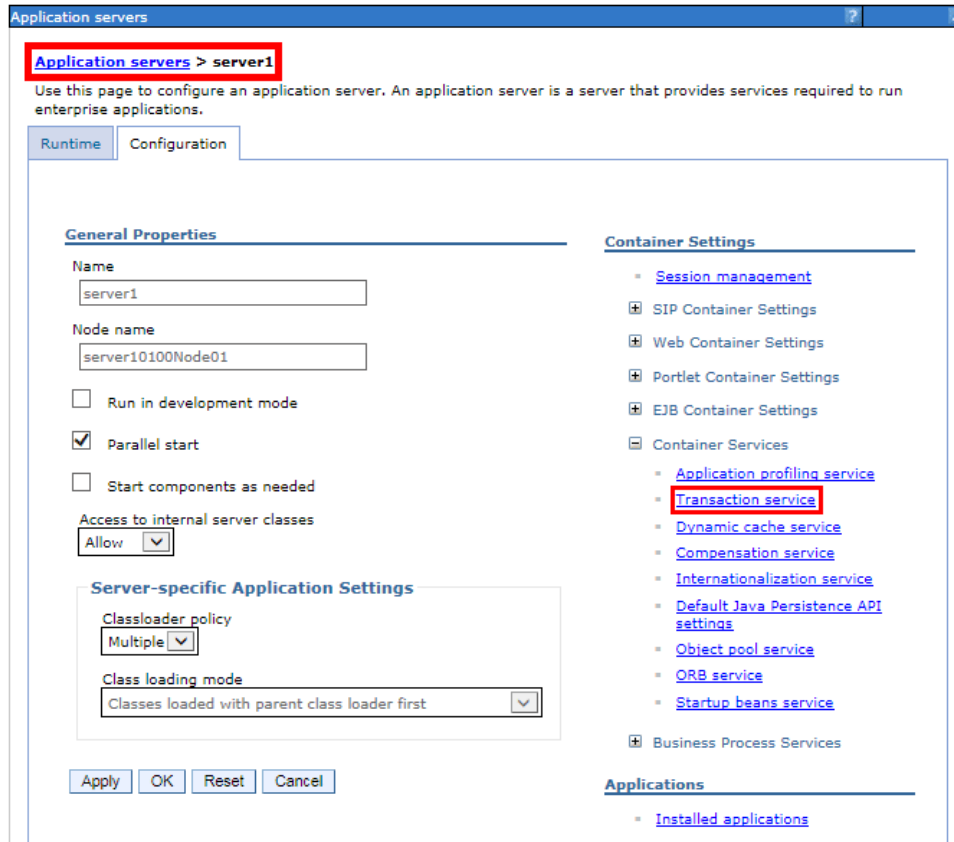 Application servers
?
Application servers > server1
Use this page to configure an application server. An application server is a server that provides services required to run
enterprise applications.
Runtime
Configuration
General Properties
Name
server1
Node name
server10100Node01
Run in development mode
Parallel start
Start components as needed
Access to internal server classes
Allow
Server-specific Application Settings
Classloader policy
Multiple
Class loading mode
Classes loaded with parent class loader first
Apply
OK
Reset
Cancel
Container Settings
Session management
SIP Container Settings
Web Container Settings
Portlet Container Settings
EJB Container Settings
Container Services
Application profiling service
Transaction service
Dynamic cache service
Compensation service
Internationalization service
Default Java Persistence API
settings
Object pool service
ORB service
Startup beans service
Business Process Services
Applications
Installed applications